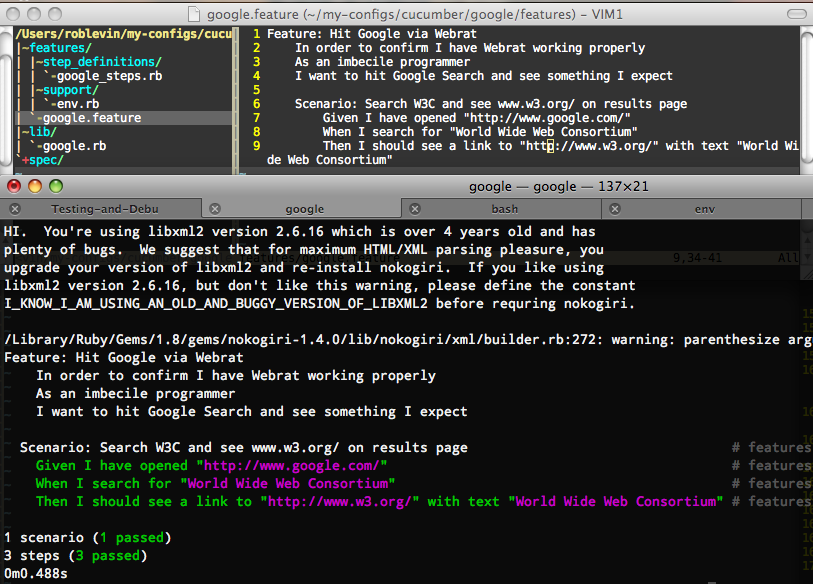 google.feature (~/my-configs/cucumber/google/features) – VIM1
/Users/roblevin/my-configs/cucu
|~features/
| |~step_definitions/
| | `-google_steps.rb
| |~support/
| | `-env.rb
| `-google.feature
|~lib/
| `-google.rb
`+spec/
1 Feature: Hit Google via Webrat
2     In order to confirm I have Webrat working properly
3     As an imbecile programmer
4     I want to hit Google Search and see something I expect
5
6     Scenario: Search W3C and see www.w3.org/ on results page
7         Given I have opened "http://www.google.com/"
8         When I search for "World Wide Web Consortium"
9         Then I should see a link to "http://www.w3.org/" with text "World Wi
de Web Consortium"
google — google — 137×21
Testing-and-Debu
google
bash
env
HI.  You're using libxml2 version 2.6.16 which is over 4 years old and has
plenty of bugs.  We suggest that for maximum HTML/XML parsing pleasure, you
upgrade your version of libxml2 and re-install nokogiri.  If you like using
libxml2 version 2.6.16, but don't like this warning, please define the constant
I_KNOW_I_AM_USING_AN_OLD_AND_BUGGY_VERSION_OF_LIBXML2 before requring nokogiri.
9,34-41 All
/Library/Ruby/Gems/1.8/gems/nokogiri-1.4.0/lib/nokogiri/xml/builder.rb:272: warning: parenthesize arg
Feature: Hit Google via Webrat
    In order to confirm I have Webrat working properly
    As an imbecile programmer
    I want to hit Google Search and see something I expect
  Scenario: Search W3C and see www.w3.org/ on results page # features
    Given I have opened "http://www.google.com/" # features
    When I search for "World Wide Web Consortium" # features
    Then I should see a link to "http://www.w3.org/" with text "World Wide Web Consortium" # features
1 scenario (1 passed)
3 steps (3 passed)
0m0.488s